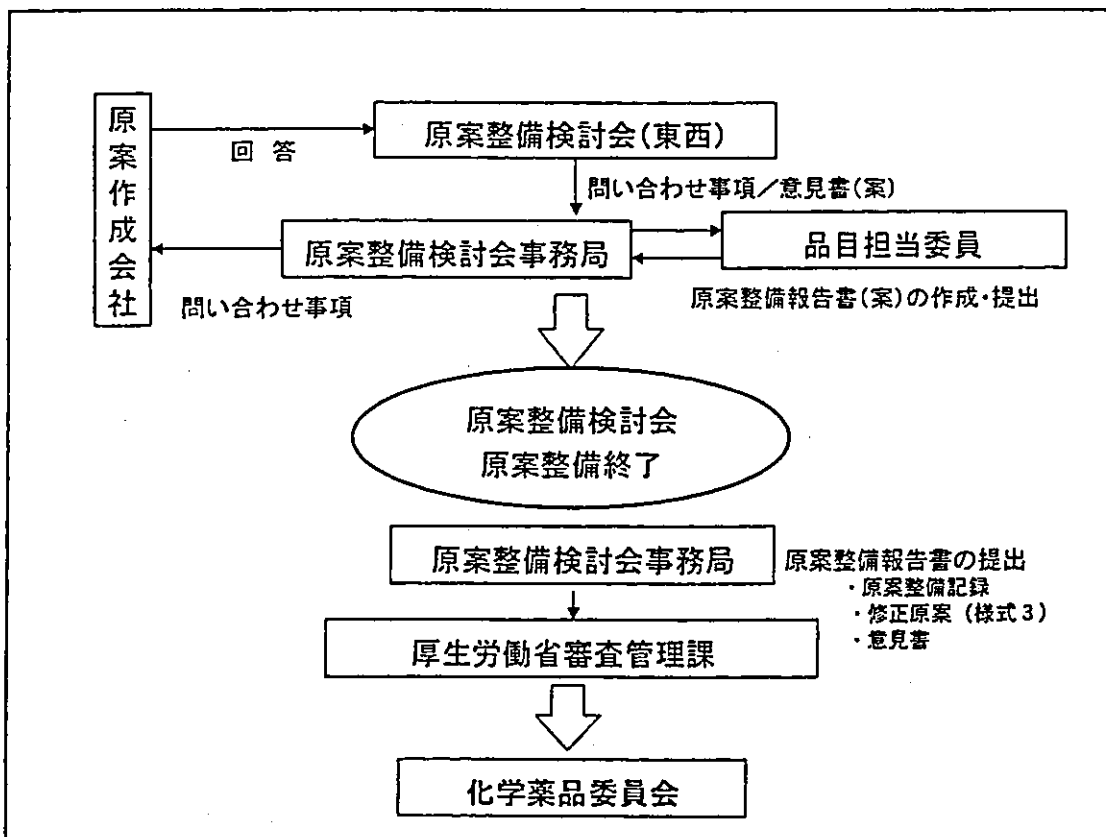 原案作成会社
回 答
原案整備検討会(東西)
問い合わせ事項/意見書(案)
原案整備検討会事務局
品目担当委員
問い合わせ事項
原案整備報告書(案)の作成・提出
原案整備検討会
原案整備終了
原案整備検討会事務局
原案整備報告書の提出
・原案整備記録
・修正原案(様式3)
・意見書
厚生労働省審査管理課
化学薬品委員会